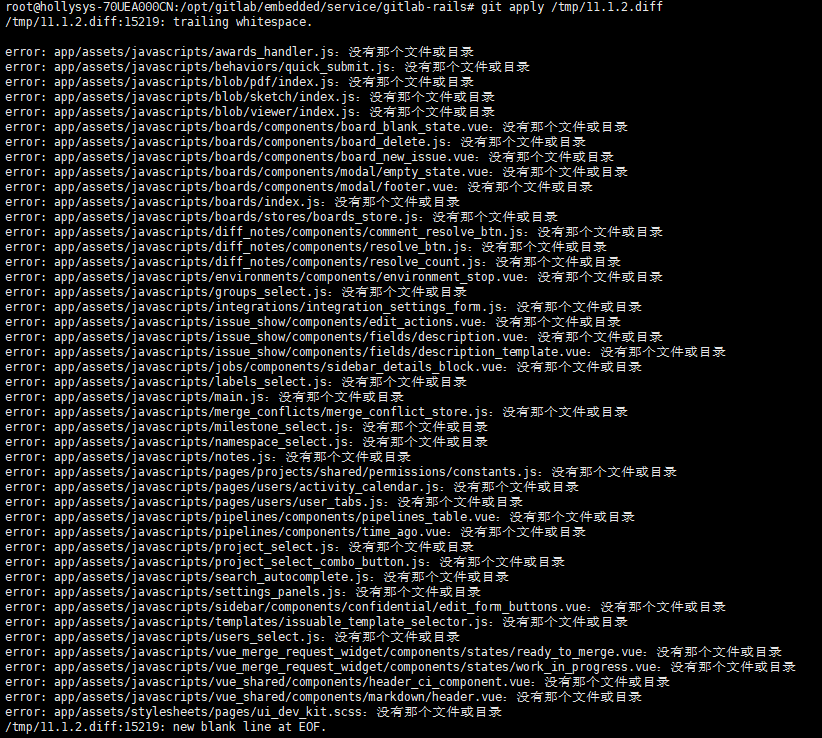 root@hollysys-70UEA000CN:/opt/gitlab/embedded/service/gitlab-rails# git apply /tmp/11.1.2.diff
/tmp/11.1.2.diff:15219: trailing whitespace.
error: app/assets/javascripts/awards_handler.js：没有那个文件或目录
error: app/assets/javascripts/behaviors/quick_submit.js：没有那个文件或目录
error: app/assets/javascripts/blob/pdf/index.js：没有那个文件或目录
error: app/assets/javascripts/blob/sketch/index.js：没有那个文件或目录
error: app/assets/javascripts/blob/viewer/index.js：没有那个文件或目录
error: app/assets/javascripts/boards/components/board_blank_state.vue：没有那个文件或目录
error: app/assets/javascripts/boards/components/board_delete.js：没有那个文件或目录
error: app/assets/javascripts/boards/components/board_new_issue.vue：没有那个文件或目录
error: app/assets/javascripts/boards/components/modal/empty_state.vue：没有那个文件或目录
error: app/assets/javascripts/boards/components/modal/footer.vue：没有那个文件或目录
error: app/assets/javascripts/boards/index.js：没有那个文件或目录
error: app/assets/javascripts/boards/stores/boards_store.js：没有那个文件或目录
error: app/assets/javascripts/diff_notes/components/comment_resolve_btn.js：没有那个文件或目录
error: app/assets/javascripts/diff_notes/components/resolve_btn.js：没有那个文件或目录
error: app/assets/javascripts/diff_notes/components/resolve_count.js：没有那个文件或目录
error: app/assets/javascripts/environments/components/environment_stop.vue：没有那个文件或目录
error: app/assets/javascripts/groups_select.js：没有那个文件或目录
error: app/assets/javascripts/integrations/integration_settings_form.js：没有那个文件或目录
error: app/assets/javascripts/issue_show/components/edit_actions.vue：没有那个文件或目录
error: app/assets/javascripts/issue_show/components/fields/description.vue：没有那个文件或目录
error: app/assets/javascripts/issue_show/components/fields/description_template.vue：没有那个文件或目录
error: app/assets/javascripts/jobs/components/sidebar_details_block.vue：没有那个文件或目录
error: app/assets/javascripts/labels_select.js：没有那个文件或目录
error: app/assets/javascripts/main.js：没有那个文件或目录
error: app/assets/javascripts/merge_conflicts/merge_conflict_store.js：没有那个文件或目录
error: app/assets/javascripts/milestone_select.js：没有那个文件或目录
error: app/assets/javascripts/namespace_select.js：没有那个文件或目录
error: app/assets/javascripts/notes.js：没有那个文件或目录
error: app/assets/javascripts/pages/projects/shared/permissions/constants.js：没有那个文件或目录
error: app/assets/javascripts/pages/users/activity_calendar.js：没有那个文件或目录
error: app/assets/javascripts/pages/users/user_tabs.js：没有那个文件或目录
error: app/assets/javascripts/pipelines/components/pipelines_table.vue：没有那个文件或目录
error: app/assets/javascripts/pipelines/components/time_ago.vue：没有那个文件或目录
error: app/assets/javascripts/project_select.js：没有那个文件或目录
error: app/assets/javascripts/project_select_combo_button.js：没有那个文件或目录
error: app/assets/javascripts/search_autocomplete.js：没有那个文件或目录
error: app/assets/javascripts/settings_panels.js：没有那个文件或目录
error: app/assets/javascripts/sidebar/components/confidential/edit_form_buttons.vue：没有那个文件或目录
error: app/assets/javascripts/templates/issuable_template_selector.js：没有那个文件或目录
error: app/assets/javascripts/users_select.js：没有那个文件或目录
error: app/assets/javascripts/vue_merge_request_widget/components/states/ready_to_merge.vue：没有那个文件或目录
error: app/assets/javascripts/vue_merge_request_widget/components/states/work_in_progress.vue：没有那个文件或目录
error: app/assets/javascripts/vue_shared/components/header_ci_component.vue：没有那个文件或目录
error: app/assets/javascripts/vue_shared/components/markdown/header.vue：没有那个文件或目录
error: app/assets/stylesheets/pages/ui_dev_kit.scss：没有那个文件或目录
/tmp/11.1.2.diff:15219: new blank line at EOF.